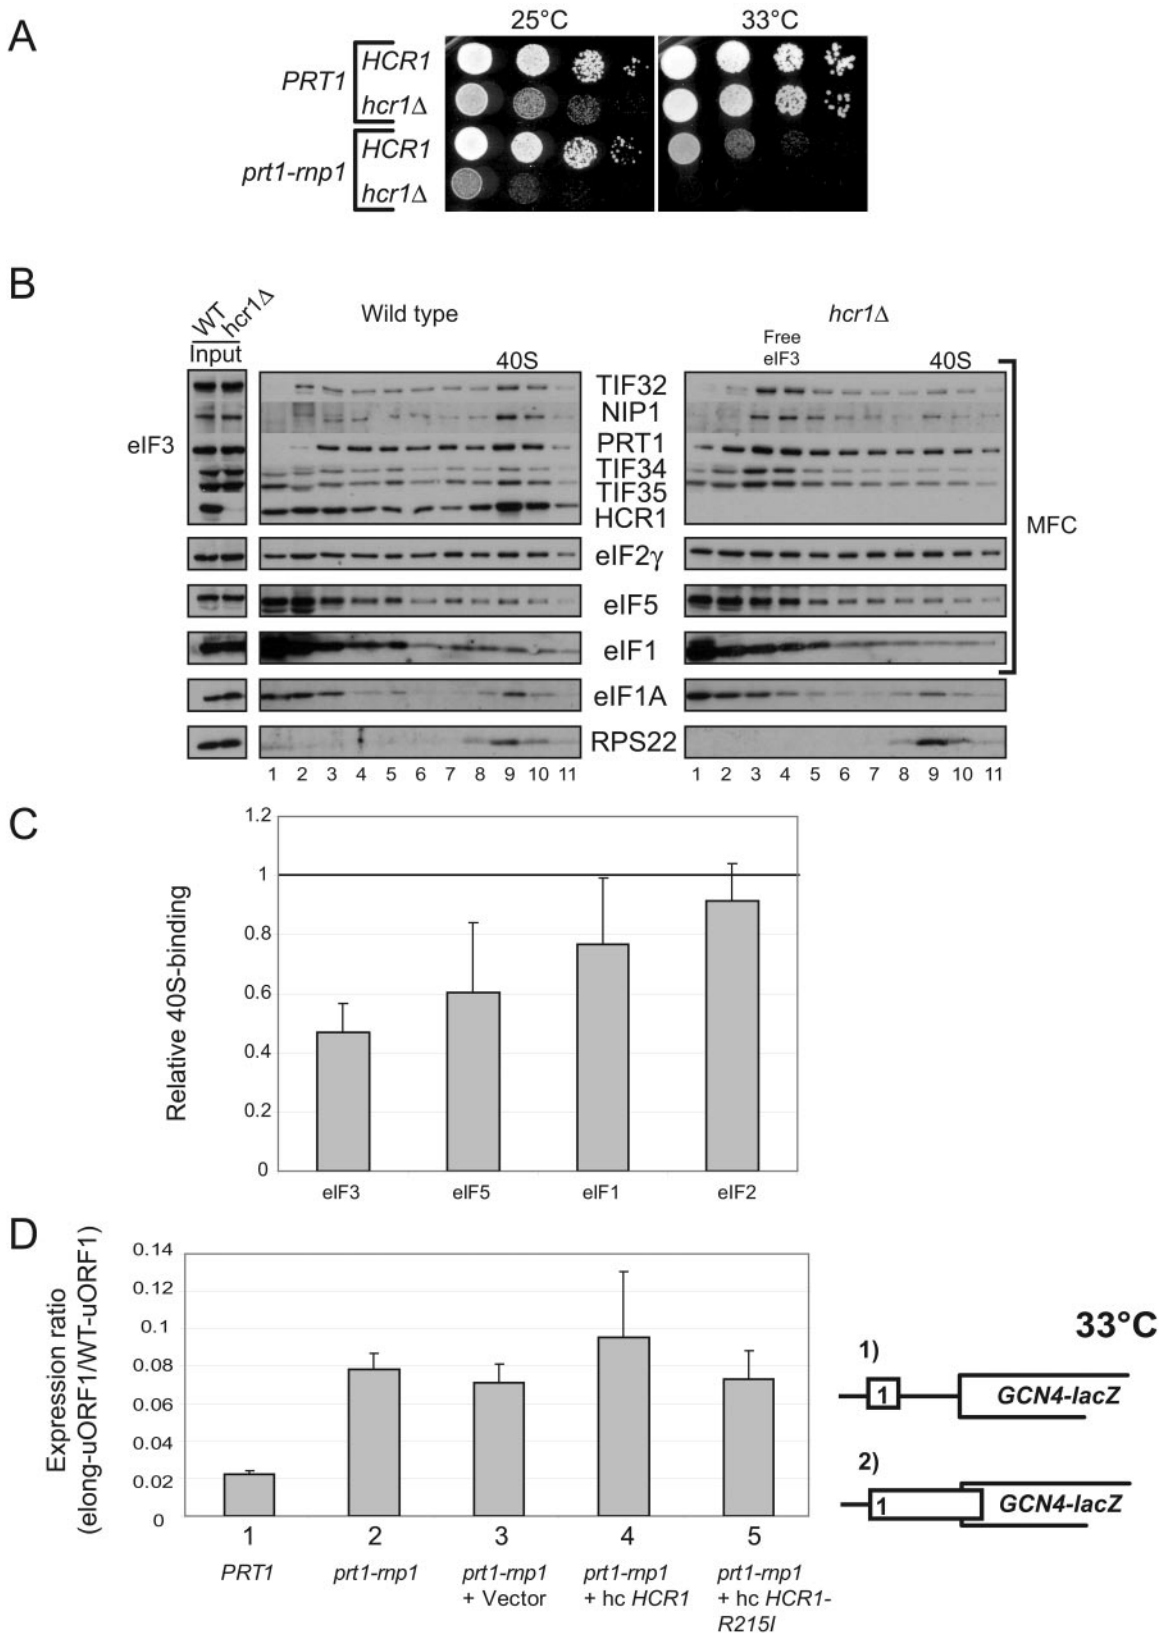 A
25°C
33°C
PRT1
HCR1
hcr1Δ
prt1-rnp1
HCR1
hcr1Δ
B
WT
hcr1Δ
Input
Wild type
hcr1Δ
Free
eIF3
40S
40S
eIF3
TIF32
NIP1
PRT1
TIF34
TIF35
HCR1
MFC
eIF2γ
eIF5
eIF1
eIF1A
RPS22
1 2 3 4 5 6 7 8 9 10 11
1 2 3 4 5 6 7 8 9 10 11
C
Relative 40S-binding
1.2
1
0.8
0.6
0.4
0.2
0
eIF3 eIF5 eIF1 eIF2
D
Expression ratio
(elong-uORF1/WT-uORF1)
0.14
0.12
0.1
0.08
0.06
0.04
0.02
0
1 2 3 4 5
PRT1
prt1-rnp1
prt1-rnp1
+ Vector
prt1-rnp1
+ hc HCR1
prt1-rnp1
+ hc HCR1-
R215I
33°C
1)
1
GCN4-lacZ
2)
1
GCN4-lacZ